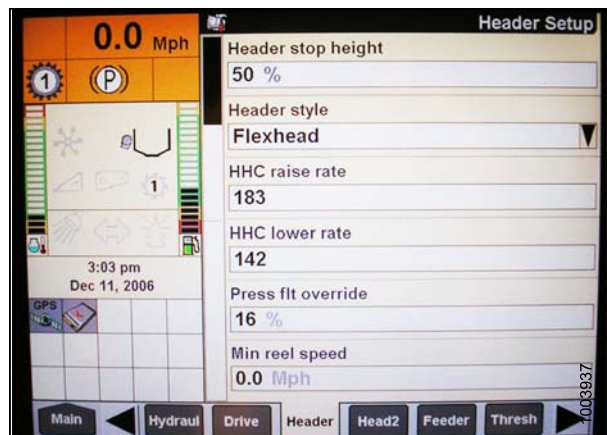 0.0 Mph
Header Setup
1
P
Header stop height
50 %
Header style
Flexhead
HHC raise rate
183
1
HHC lower rate
142
3:03 pm
Dec 11, 2006
Press flt override
16 %
GPS
Min reel speed
0.0 Mph
Main
Hydraul
Drive
Header
Head2
Feeder
Thresh
1003937